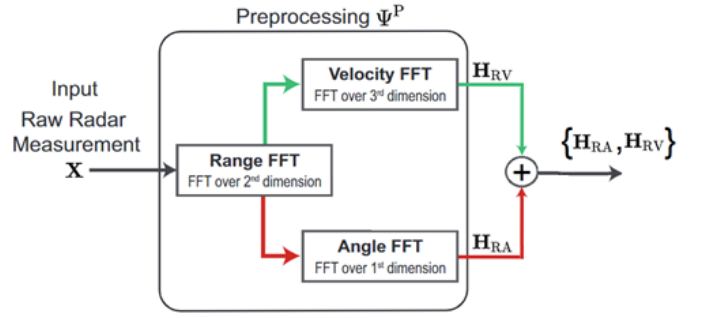 Preprocessing Ψ^P
Input
Raw Radar
Measurement
X
Velocity FFT
FFT over 3rd dimension
H_RV
{H_RA, H_RV}
Range FFT
FFT over 2nd dimension
+
Angle FFT
FFT over 1st dimension
H_RA